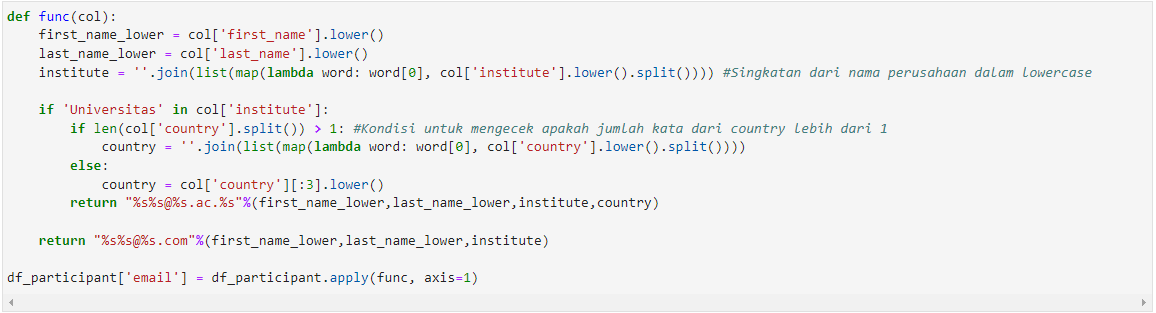 def func(col):
    first_name_lower = col['first_name'].lower()
    last_name_lower = col['last_name'].lower()
    institute = ''.join(list(map(lambda word: word[0], col['institute'].lower().split()))) #Singkatan dari nama perusahaan dalam lowercase
    if 'Universitas' in col['institute']:
        if len(col['country'].split()) > 1: #Kondisi untuk mengecek apakah jumlah kata dari country lebih dari 1
            country = ''.join(list(map(lambda word: word[0], col['country'].lower().split())))
        else:
            country = col['country'][:3].lower()
        return "%s%s@%s.ac.%s"%(first_name_lower,last_name_lower,institute,country)
    return "%s%s@%s.com"%(first_name_lower,last_name_lower,institute)
df_participant['email'] = df_participant.apply(func, axis=1)